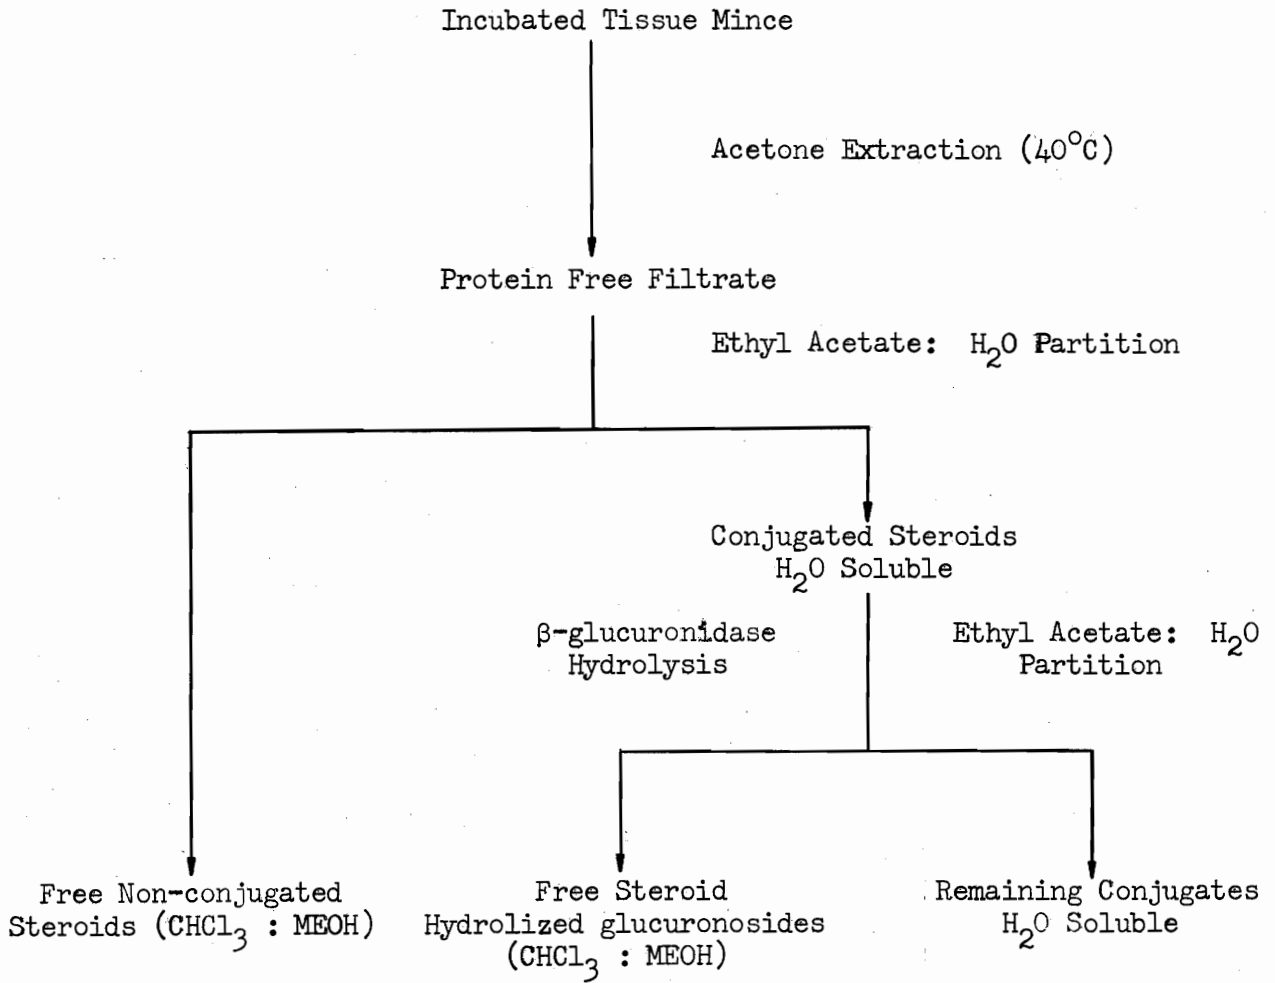 Incubated Tissue Mince
Acetone Extraction (40°C)
Protein Free Filtrate
Ethyl Acetate: H₂O Partition
Conjugated Steroids
H₂O Soluble
β-glucuronidase
Hydrolysis
Ethyl Acetate: H₂O
Partition
Free Non-conjugated
Steroids (CHCl₃ : MEOH)
Free Steroid
Hydrolized glucuronosides
(CHCl₃ : MEOH)
Remaining Conjugates
H₂O Soluble